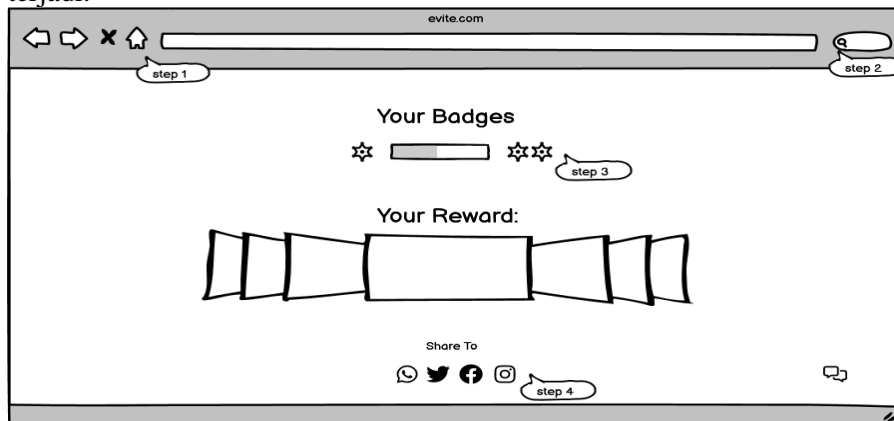 evite.com
step 1
step 2
Your Badges
step 3
Your Reward:
Share To
step 4